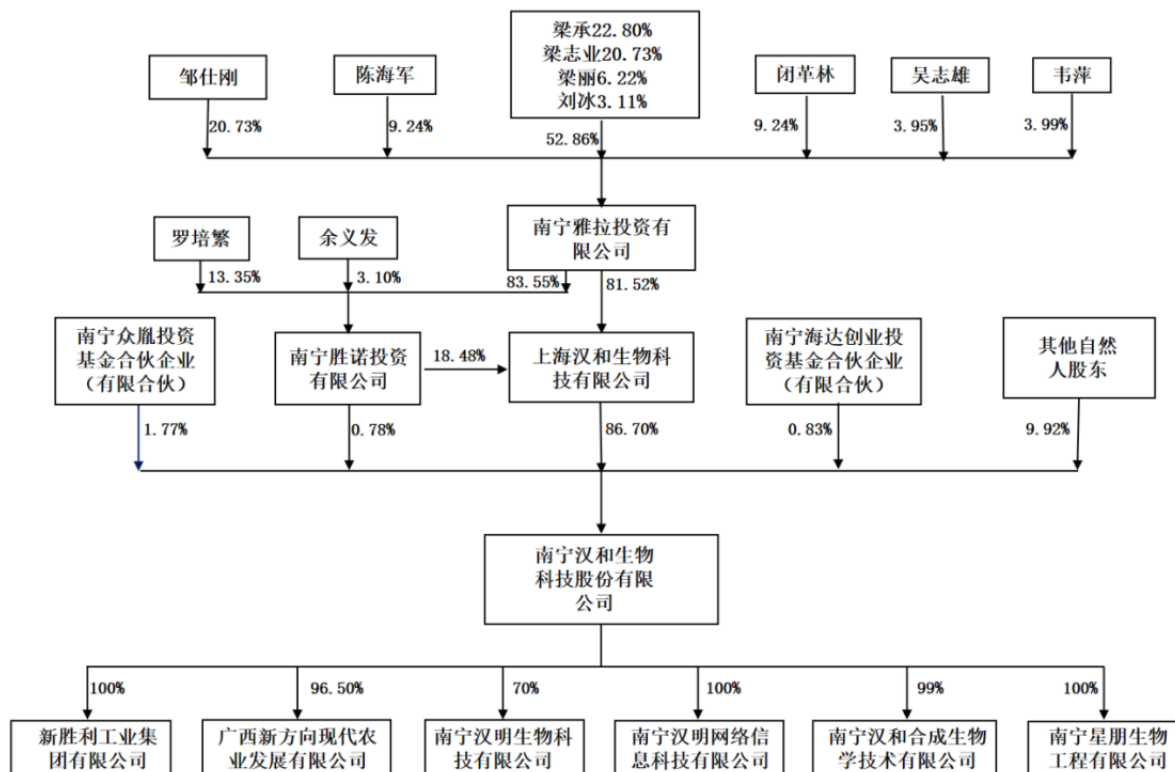 梁承22.80%
梁志业20.73%
梁丽6.22%
刘冰3.11%
邹仕刚
陈海军
闭革林
吴志雄
韦萍
20.73%
9.24%
52.86%
9.24%
3.95%
3.99%
罗培繁
余义发
南宁雅拉投资有
限公司
13.35%
3.10%
83.55%
81.52%
南宁众胤投资
基金合伙企业
（有限合伙）
南宁胜诺投资
有限公司
18.48%
上海汉和生物科
技有限公司
南宁海达创业投
资基金合伙企业
（有限合伙）
其他自然
人股东
1.77%
0.78%
86.70%
0.83%
9.92%
南宁汉和生物
科技股份有限
公司
100%
96.50%
70%
100%
99%
100%
新胜利工业集
团有限公司
广西新方向现代农
业发展有限公司
南宁汉明生物科
技有限公司
南宁汉明网络信
息科技有限公司
南宁汉和合成生物
学技术有限公司
南宁星朋生物
工程有限公司